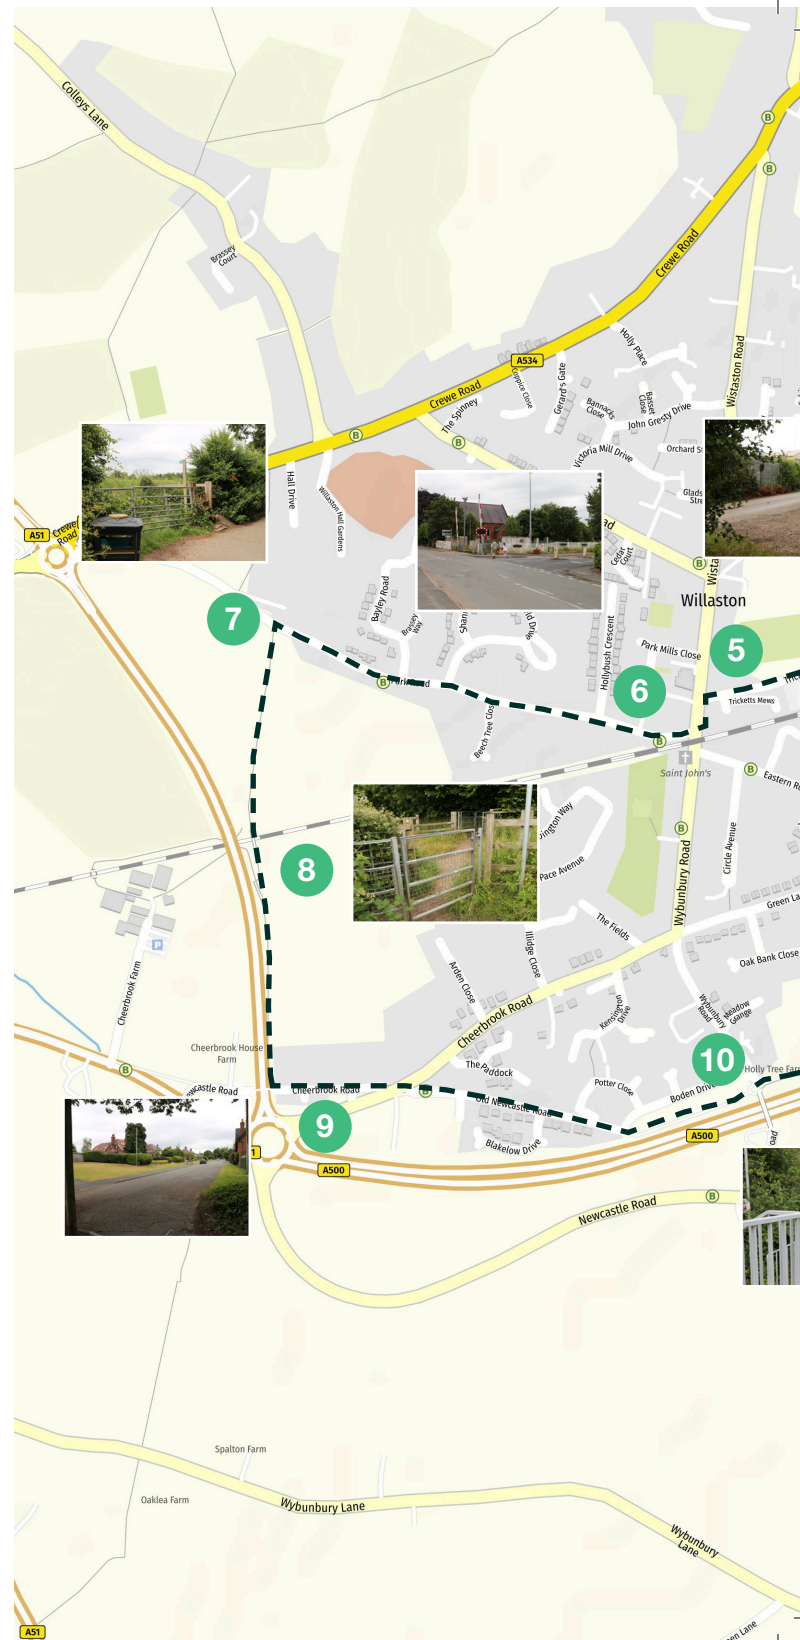 Colleys Lane
B
B
Brassey
Court
Crewe Road
Holly Place
Wistaston Road
A534
Coppice Close
Gerard's Gate
Crewe Road
The Spinney
Bannacks
Close
Basset
Close
John Gresty Drive
B
B
Victoria Mill Drive
Orchard
Hall Drive
Willaston Hall Gardens
A51
Crewe
Road
Cedar
Court
B
Willaston
Bayley Road
Brassey
Way
Hollybush Crescent
Park Mills Close
7
5
6
B
Park Road
Tricketts Mews
Beech Tree Close
B
Saint John's
B
Circle Avenue
B
Pace Avenue
8
Wybunbury Road
P
Cheerbrook Farm
The Fields
Illidge Close
Oak Bank Close
Arden Close
Kensington
Drive
Wybunbury
Road
Meadow
Grange
Cheerbrook Road
Cheerbrook House
Farm
10
B
The Paddock
Holly Tree Farm
Potter Close
Boden Drive
Cheerbrook Road
B
Old Newcastle Road
9
Blakelow Drive
A500
A500
Newcastle Road
B
Spalton Farm
Oaklea Farm
Wybunbury Lane
Wybunbury
Lane
A51